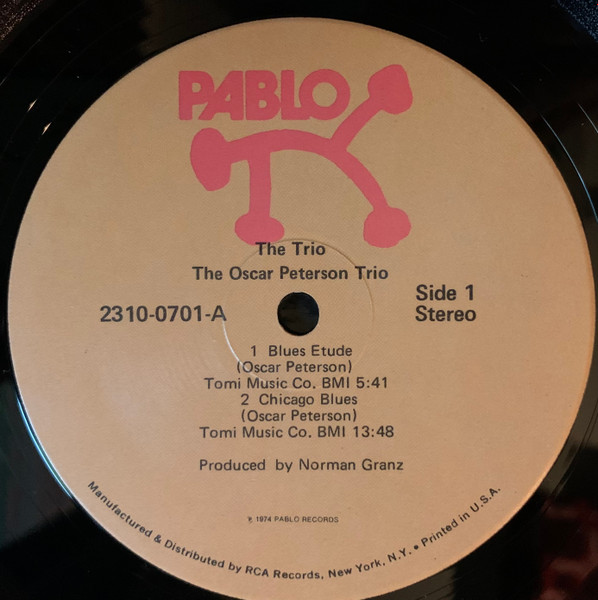 PABLO
The Trio
The Oscar Peterson Trio
2310-0701-A
Side 1
Stereo
1 Blues Etude
(Oscar Peterson)
Tomi Music Co. BMI 5:41
2 Chicago Blues
(Oscar Peterson)
Tomi Music Co. BMI 13:48
Produced by Norman Granz
℗ 1974 PABLO RECORDS
Manufactured & Distributed by RCA Records, New York, N.Y. • Printed in U.S.A.